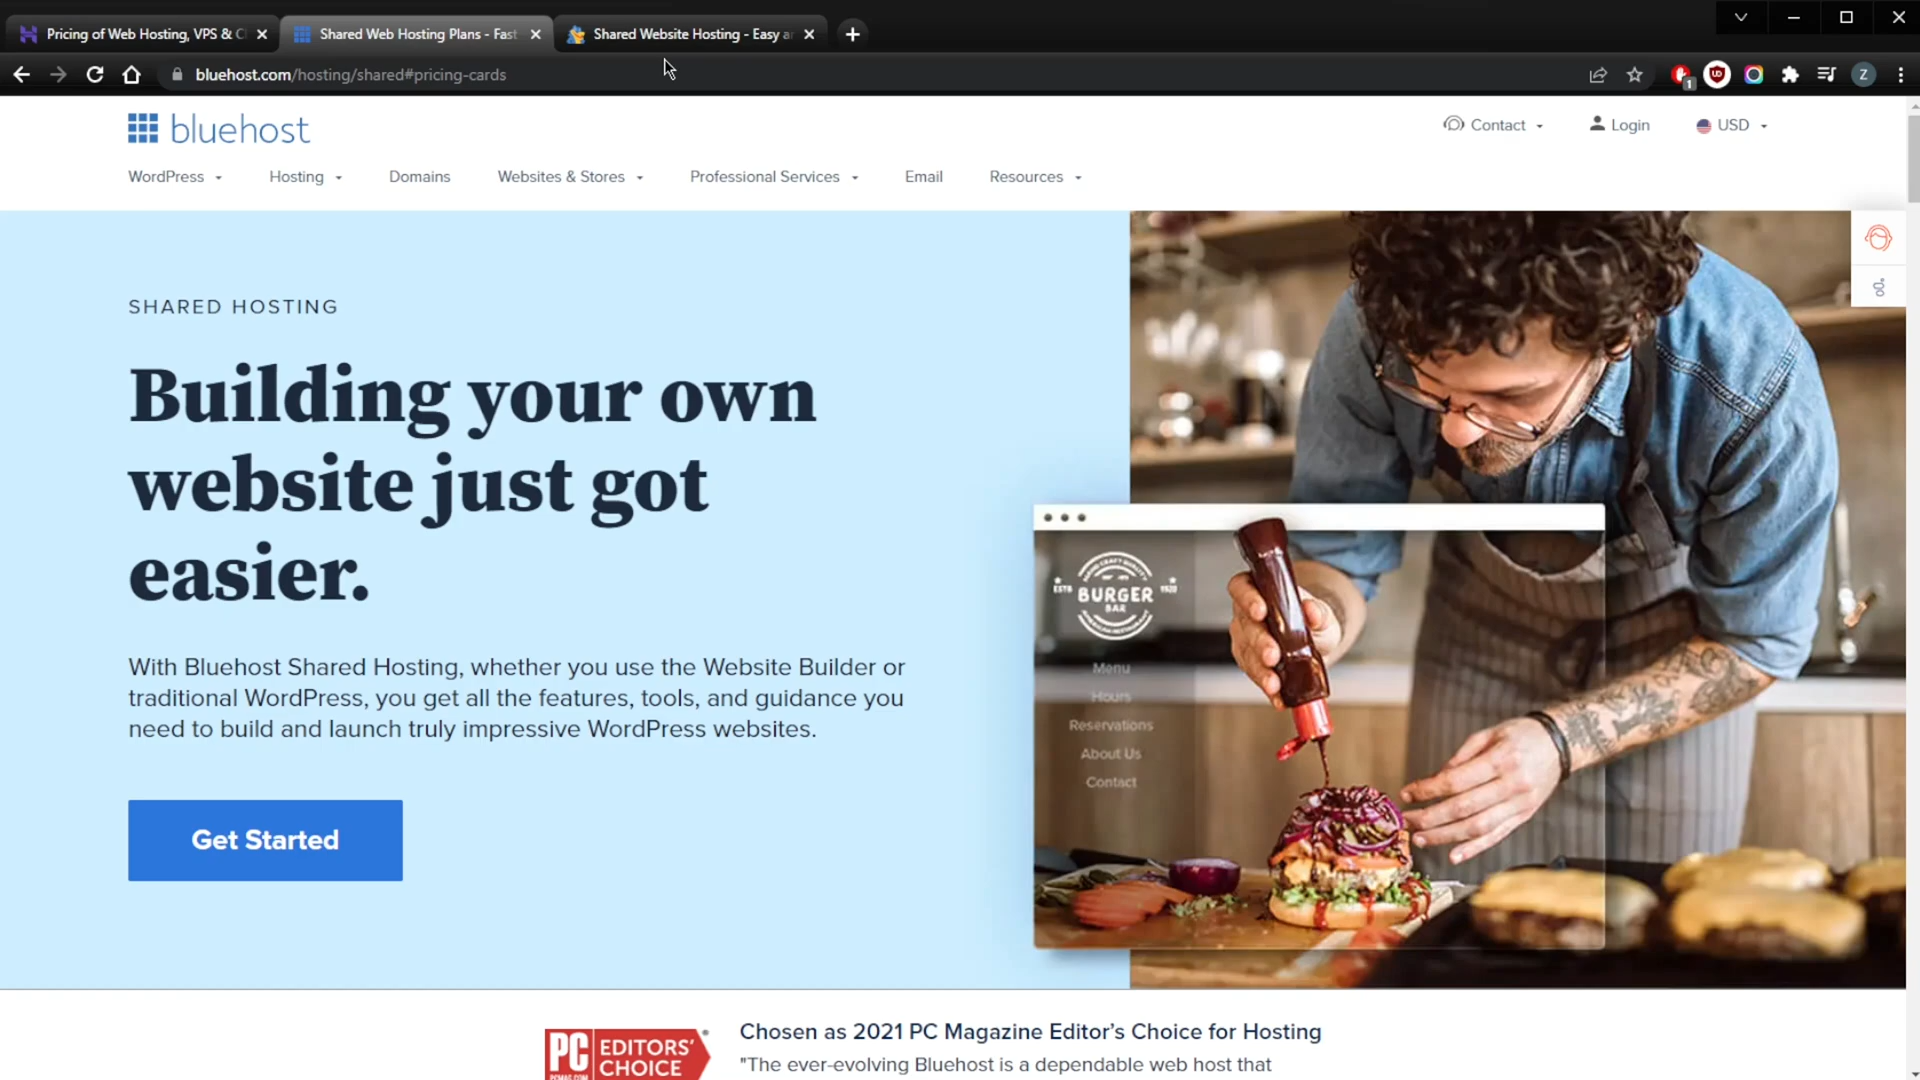 Pricing of Web Hosting, VPS & C
Shared Web Hosting Plans - Fast
Shared Website Hosting - Easy a
bluehost.com/hosting/shared#pricing-cards
1
Z
bluehost
Contact
Login
USD
WordPress
Hosting
Domains
Websites & Stores
Professional Services
Email
Resources
SHARED HOSTING
Building your own
website just got
easier.
With Bluehost Shared Hosting, whether you use the Website Builder or
traditional WordPress, you get all the features, tools, and guidance you
need to build and launch truly impressive WordPress websites.
Get Started
ESTD
BURGER
BAR
Menu
Hours
Reservations
About Us
Contact
PC
PCMAG.COM
EDITORS'
CHOICE
Chosen as 2021 PC Magazine Editor's Choice for Hosting
"The ever-evolving Bluehost is a dependable web host that